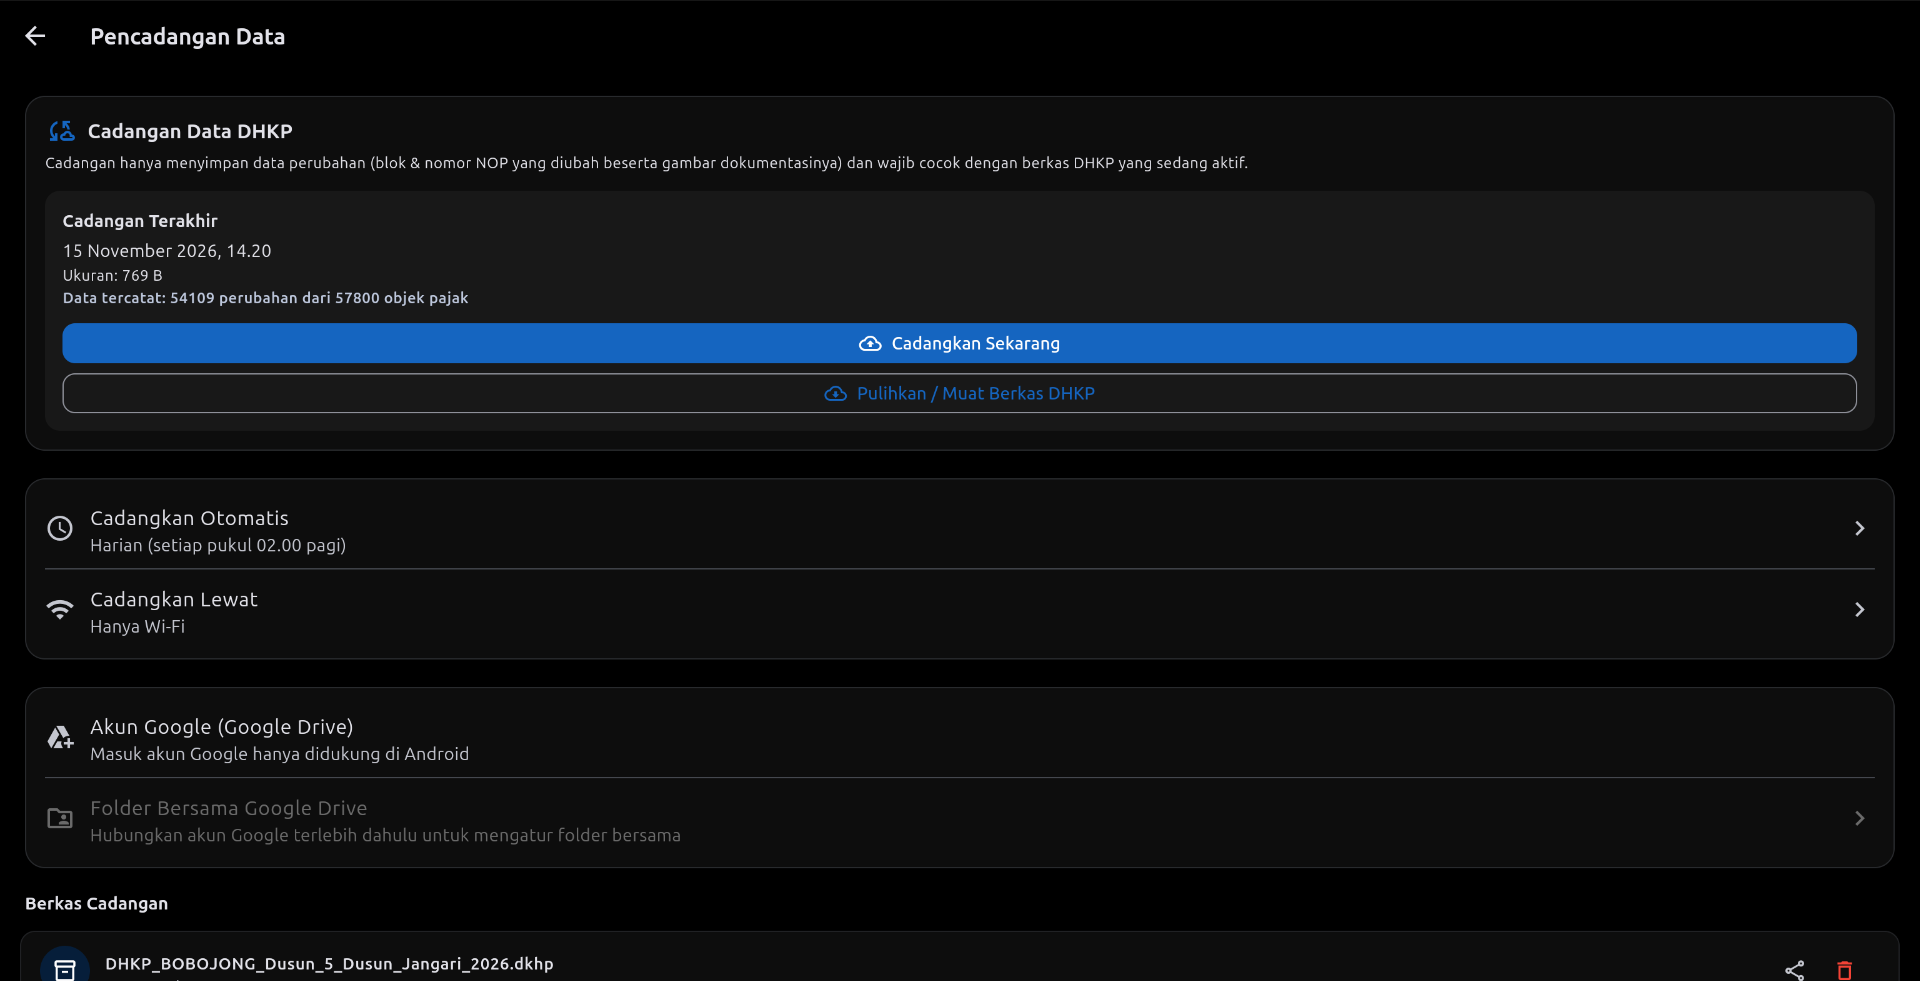 Pencadangan Data
Cadangan Data DHKP
Cadangan hanya menyimpan data perubahan (blok & nomor NOP yang diubah beserta gambar dokumentasinya) dan wajib cocok dengan berkas DHKP yang sedang aktif.
Cadangan Terakhir
15 November 2026, 14.20
Ukuran: 769 B
Data tercatat: 54109 perubahan dari 57800 objek pajak
Cadangkan Sekarang
Pulihkan / Muat Berkas DHKP
Cadangkan Otomatis
Harian (setiap pukul 02.00 pagi)
Cadangkan Lewat
Hanya Wi-Fi
Akun Google (Google Drive)
Masuk akun Google hanya didukung di Android
Folder Bersama Google Drive
Hubungkan akun Google terlebih dahulu untuk mengatur folder bersama
Berkas Cadangan
DHKP_BOBOJONG_Dusun_5_Dusun_Jangari_2026.dkhp